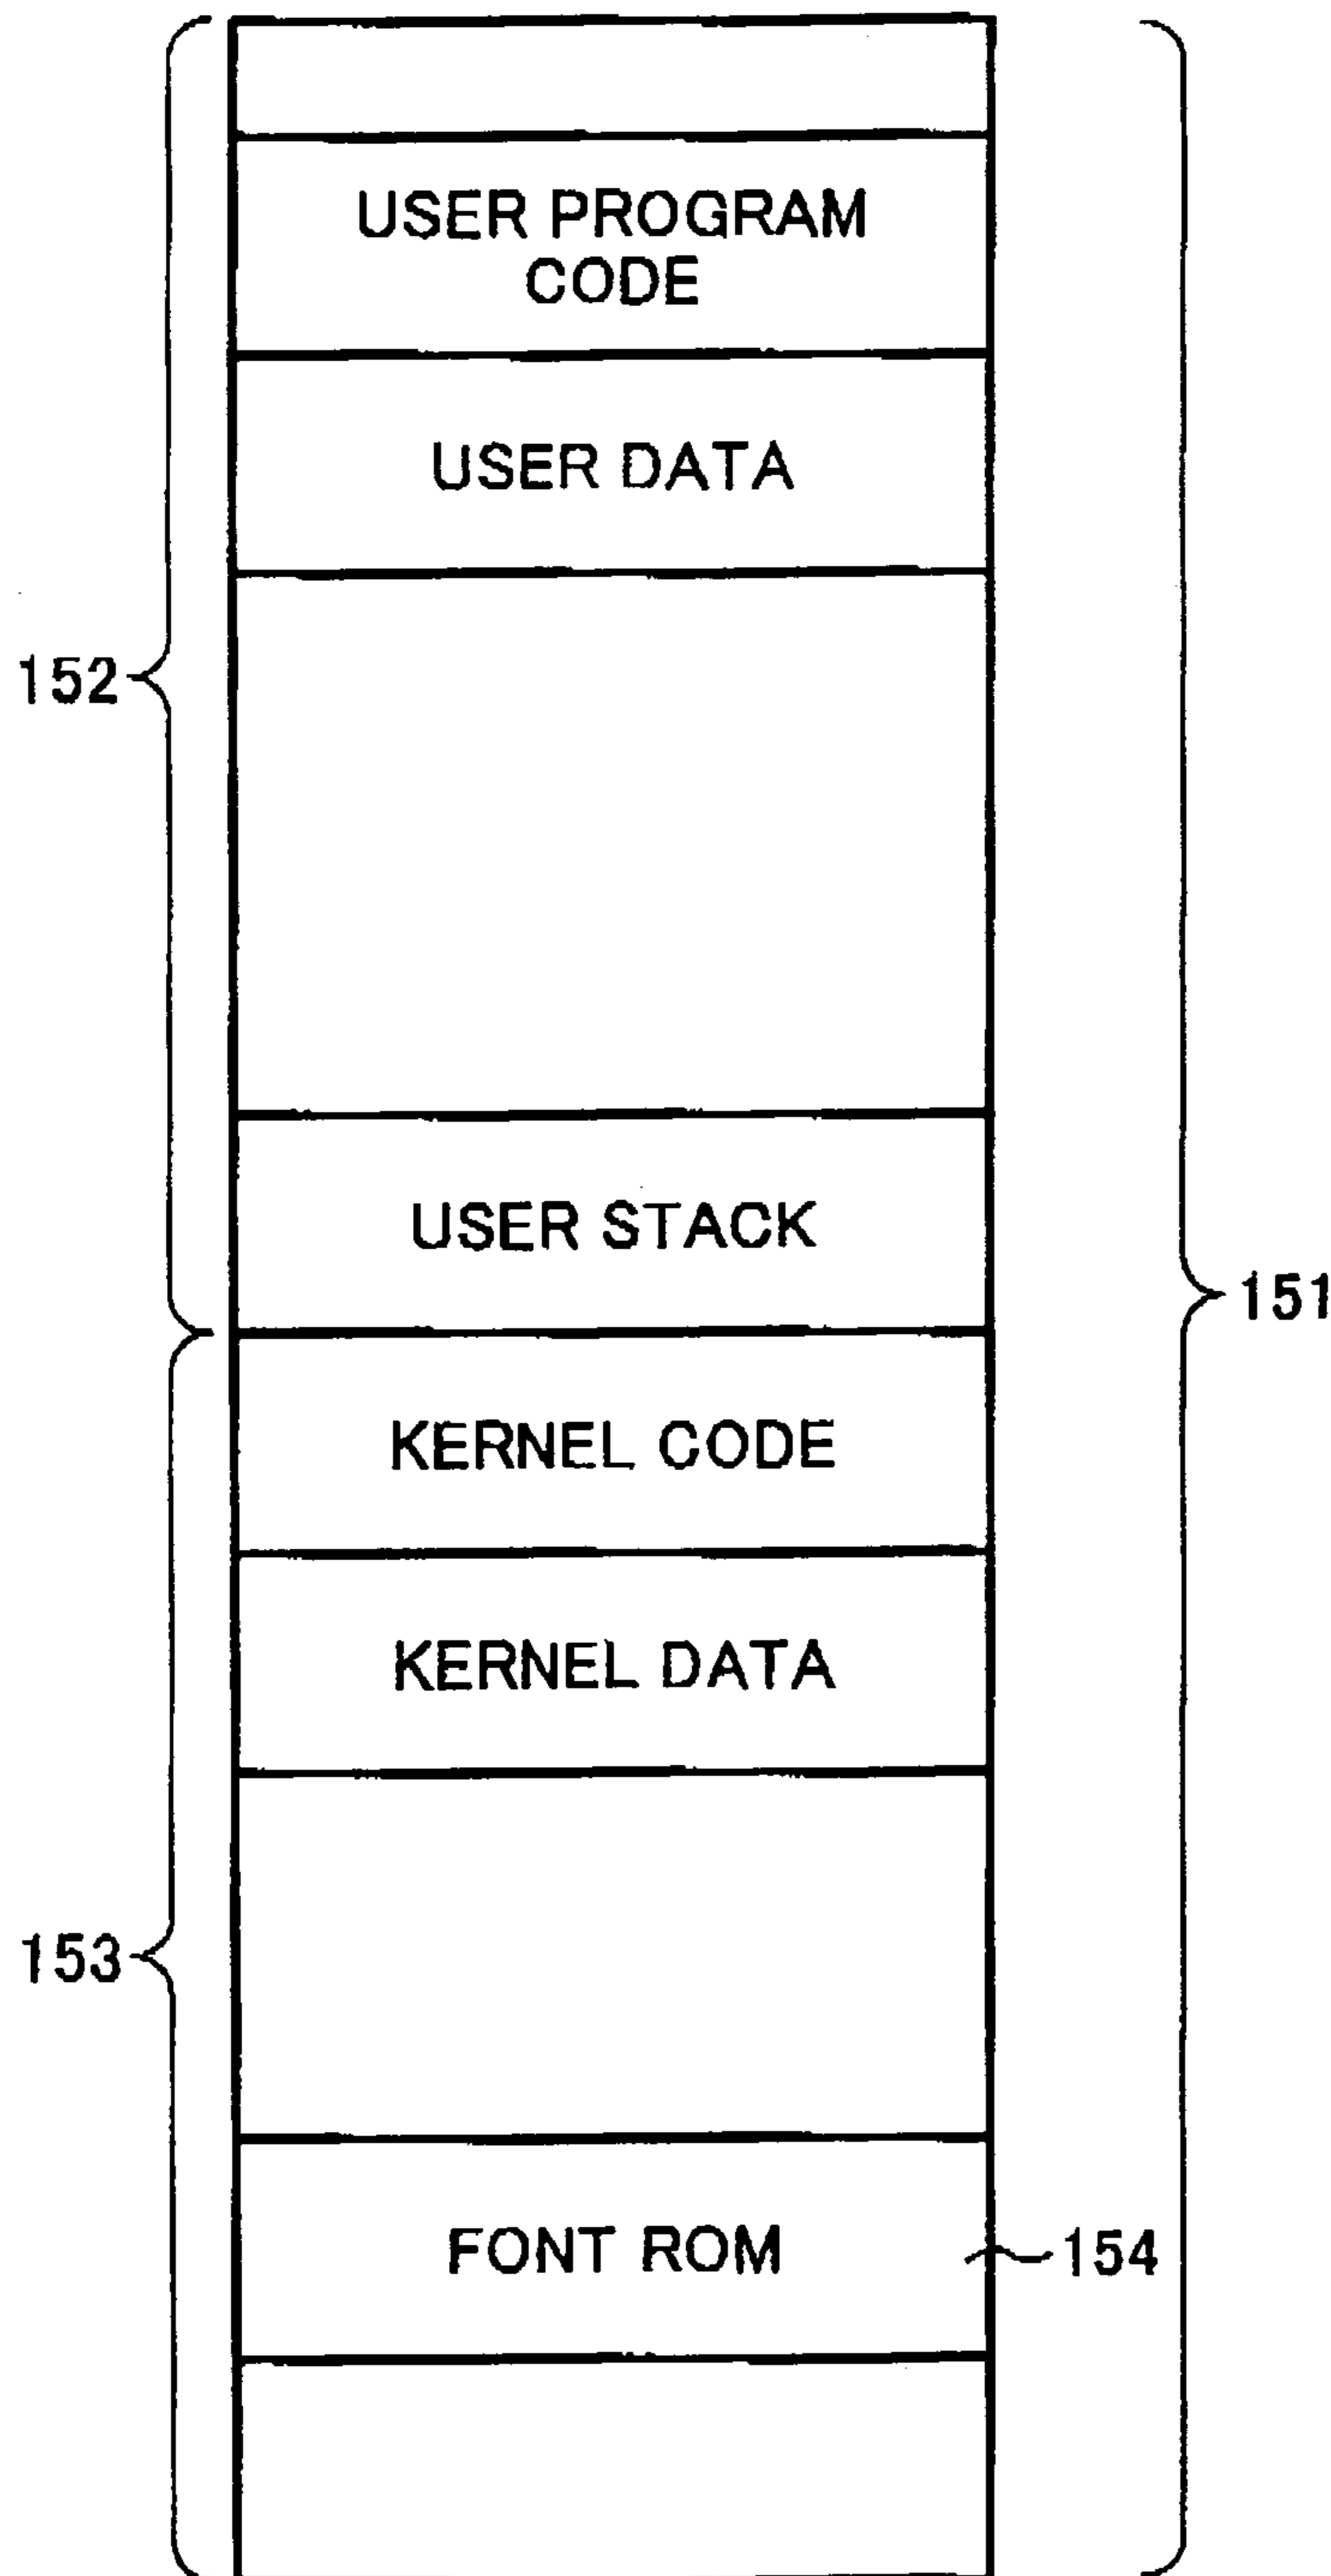 USER PROGRAM
CODE
USER DATA
152
USER STACK
151
KERNEL CODE
KERNEL DATA
153
FONT ROM
154